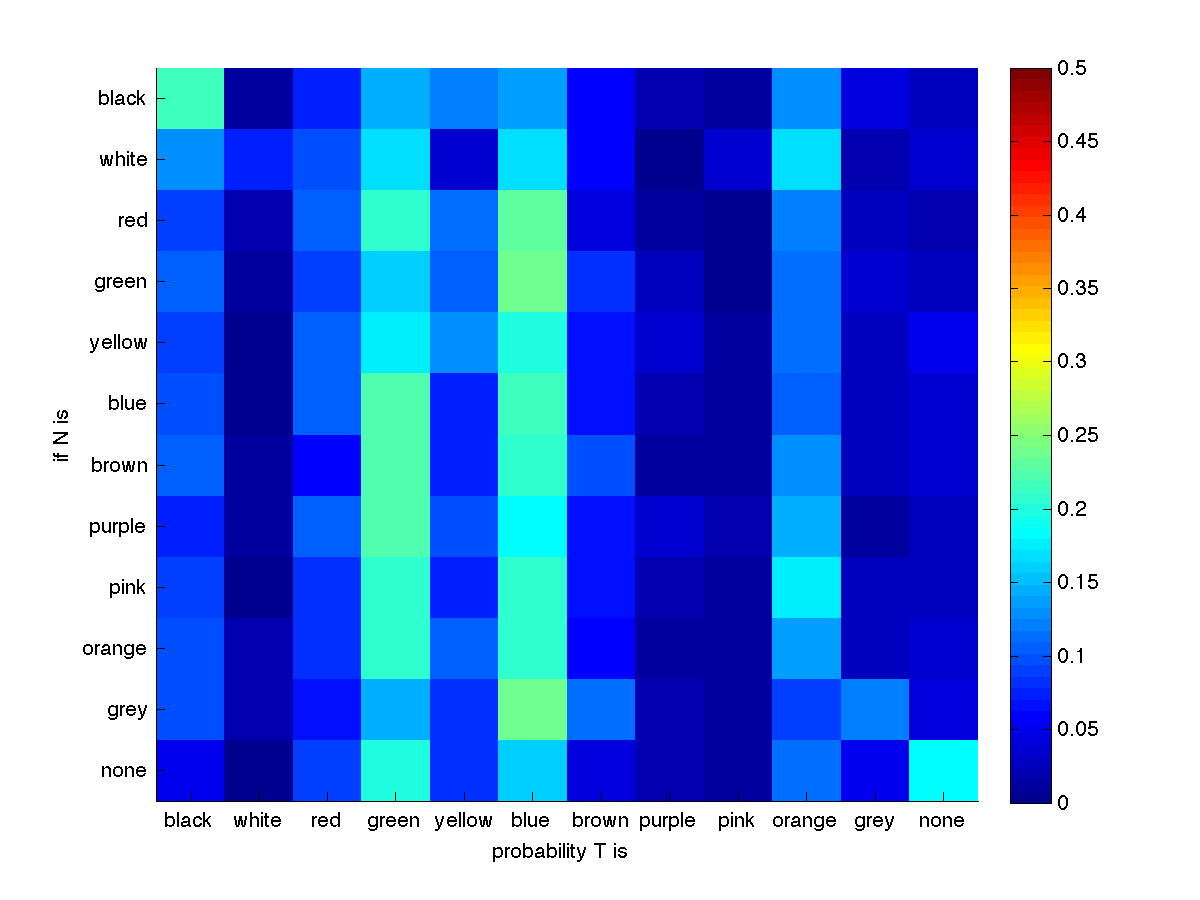 black
white
red
green
yellow
blue
brown
purple
pink
orange
grey
none
if N is
black white red green yellow blue brown purple pink orange grey none
probability T is
0.5
0.45
0.4
0.35
0.3
0.25
0.2
0.15
0.1
0.05
0